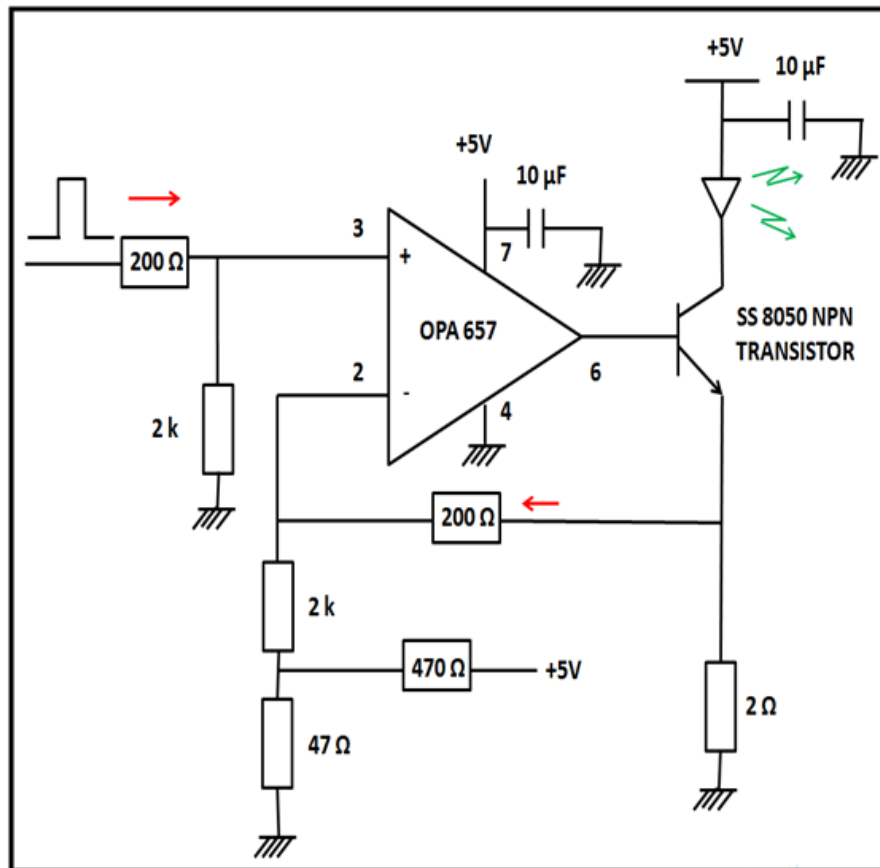 +5V
10 µF
+5V
10 µF
3
7
200 Ω
+
OPA 657
SS 8050 NPN
TRANSISTOR
6
2
-
4
2 k
200 Ω
2 k
470 Ω
+5V
2 Ω
47 Ω